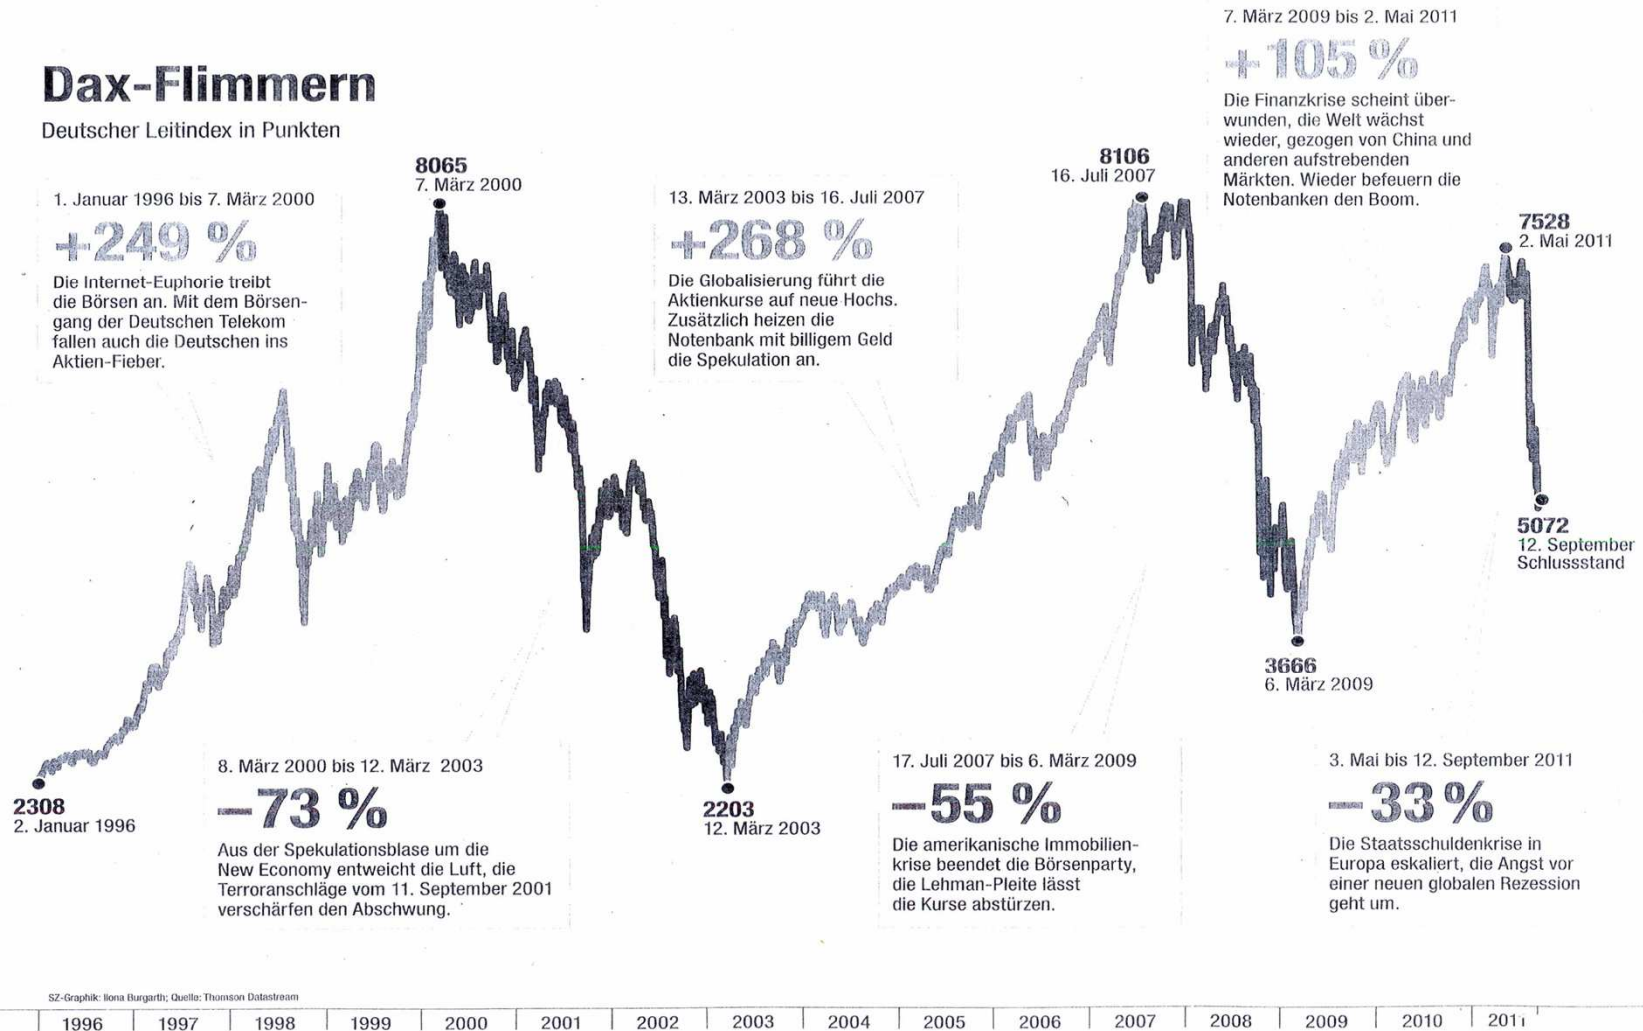 Dax-Flimmern
Deutscher Leitindex in Punkten
1. Januar 1996 bis 7. März 2000
+249 %
Die Internet-Euphorie treibt
die Börsen an. Mit dem Börsen-
gang der Deutschen Telekom
fallen auch die Deutschen ins
Aktien-Fieber.
8065
7. März 2000
13. März 2003 bis 16. Juli 2007
+268 %
Die Globalisierung führt die
Aktienkurse auf neue Hochs.
Zusätzlich heizen die
Notenbank mit billigem Geld
die Spekulation an.
8106
16. Juli 2007
7. März 2009 bis 2. Mai 2011
+105 %
Die Finanzkrise scheint über-
wunden, die Welt wächst
wieder, gezogen von China und
anderen aufstrebenden
Märkten. Wieder befeuern die
Notenbanken den Boom.
7528
2. Mai 2011
5072
12. September
Schlussstand
3666
6. März 2009
2308
2. Januar 1996
8. März 2000 bis 12. März 2003
–73 %
Aus der Spekulationsblase um die
New Economy entweicht die Luft, die
Terroranschläge vom 11. September 2001
verschärfen den Abschwung.
2203
12. März 2003
17. Juli 2007 bis 6. März 2009
–55 %
Die amerikanische Immobilien-
krise beendet die Börsenparty,
die Lehman-Pleite lässt
die Kurse abstürzen.
3. Mai bis 12. September 2011
–33 %
Die Staatsschuldenkrise in
Europa eskaliert, die Angst vor
einer neuen globalen Rezession
geht um.
SZ-Graphik: Ilona Burgarth; Quelle: Thomson Datastream
1996 1997 1998 1999 2000 2001 2002 2003 2004 2005 2006 2007 2008 2009 2010 2011